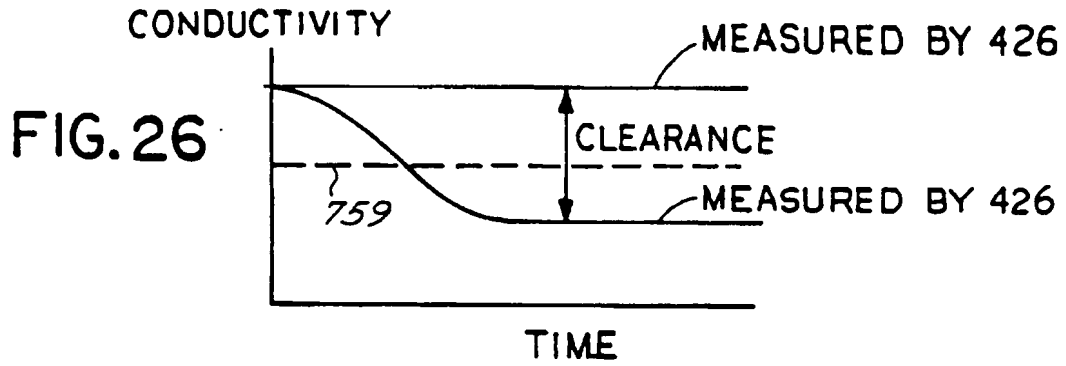 CONDUCTIVITY
MEASURED BY 426
FIG. 26
CLEARANCE
759
MEASURED BY 426
TIME